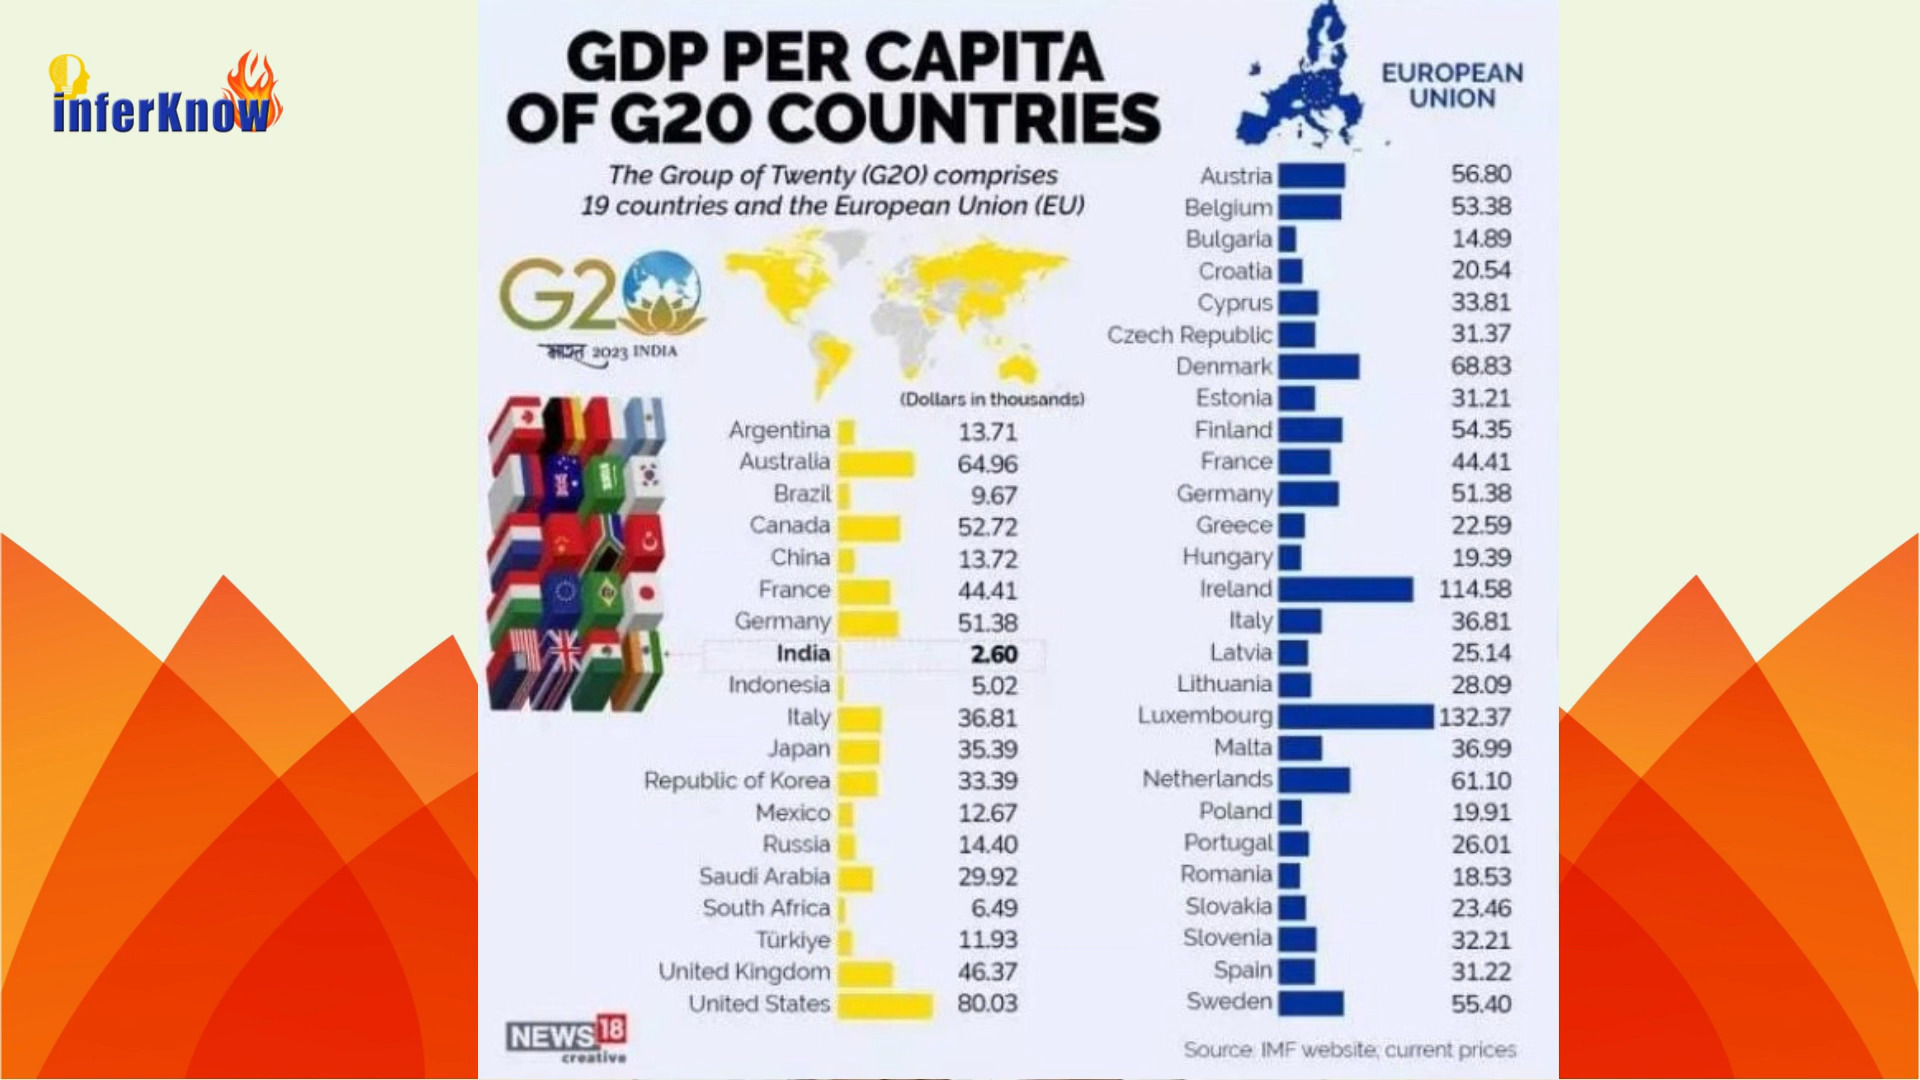 inferKnow
GDP PER CAPITA
OF G20 COUNTRIES
The Group of Twenty (G20) comprises
19 countries and the European Union (EU)
G20
भारत 2023 INDIA
(Dollars in thousands)
Argentina 13.71
Australia 64.96
Brazil 9.67
Canada 52.72
China 13.72
France 44.41
Germany 51.38
India 2.60
Indonesia 5.02
Italy 36.81
Japan 35.39
Republic of Korea 33.39
Mexico 12.67
Russia 14.40
Saudi Arabia 29.92
South Africa 6.49
Türkiye 11.93
United Kingdom 46.37
United States 80.03
NEWS 18
creative
EUROPEAN
UNION
Austria 56.80
Belgium 53.38
Bulgaria 14.89
Croatia 20.54
Cyprus 33.81
Czech Republic 31.37
Denmark 68.83
Estonia 31.21
Finland 54.35
France 44.41
Germany 51.38
Greece 22.59
Hungary 19.39
Ireland 114.58
Italy 36.81
Latvia 25.14
Lithuania 28.09
Luxembourg 132.37
Malta 36.99
Netherlands 61.10
Poland 19.91
Portugal 26.01
Romania 18.53
Slovakia 23.46
Slovenia 32.21
Spain 31.22
Sweden 55.40
Source: IMF website; current prices